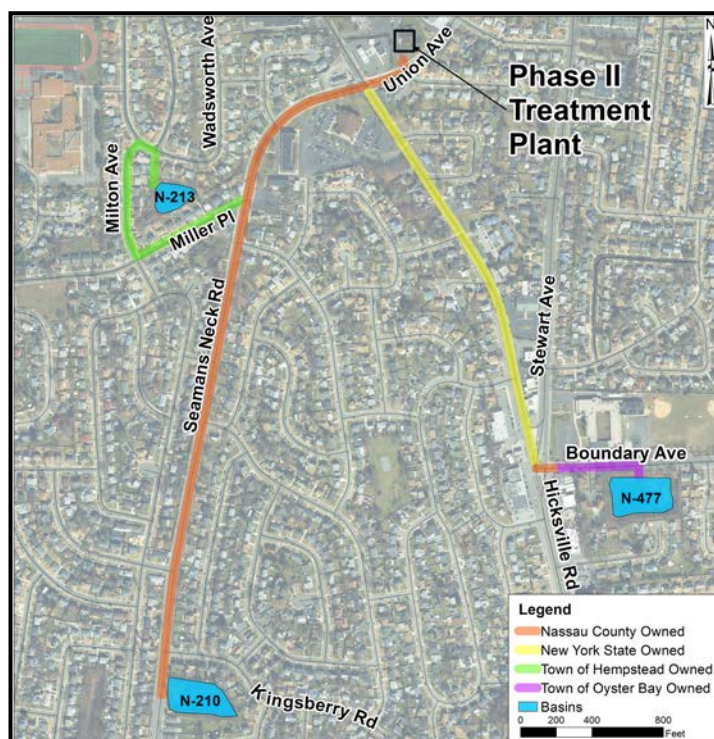 N
Union Ave
Wadsworth Ave
Phase II
Treatment
Plant
Milton Ave
N-213
Miller Pl
Seamans Neck Rd
Stewart Ave
Boundary Ave
N-477
Hicksville Rd
N-210
Kingsberry Rd
Legend
Nassau County Owned
New York State Owned
Town of Hempstead Owned
Town of Oyster Bay Owned
Basins
0 200 400 800
Feet